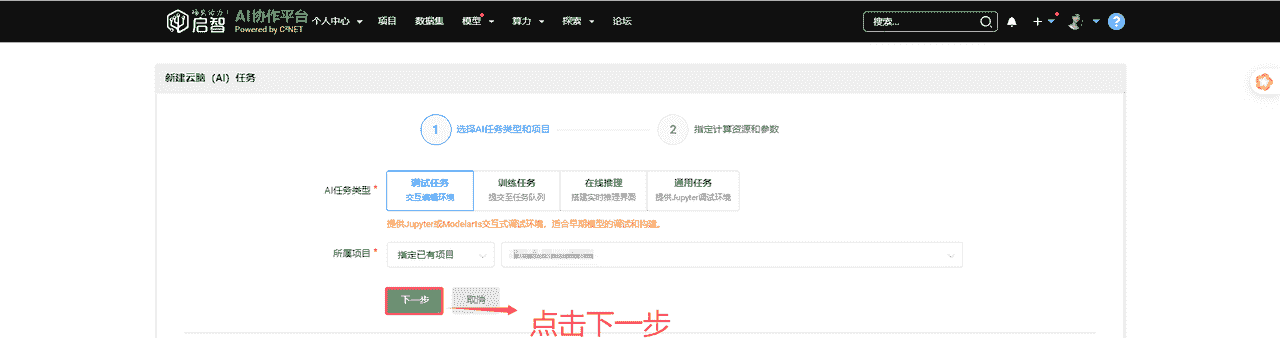 启智 AI协作平台 个人中心 项目 数据集 模型 算力 探索 论坛 搜索...
Powered by C²NET
新建云脑（AI）任务
1 选择AI任务类型和项目 2 指定计算资源和参数
AI任务类型 * 调试任务 训练任务 在线推理 通用任务
交互编辑环境 提交至任务队列 搭建实时推理界面 提供Jupyter调试环境
提供Jupyter或Modelarts交互式调试环境，适合早期模型的调试和构建。
所属项目 * 指定已有项目
下一步 取消
点击下一步